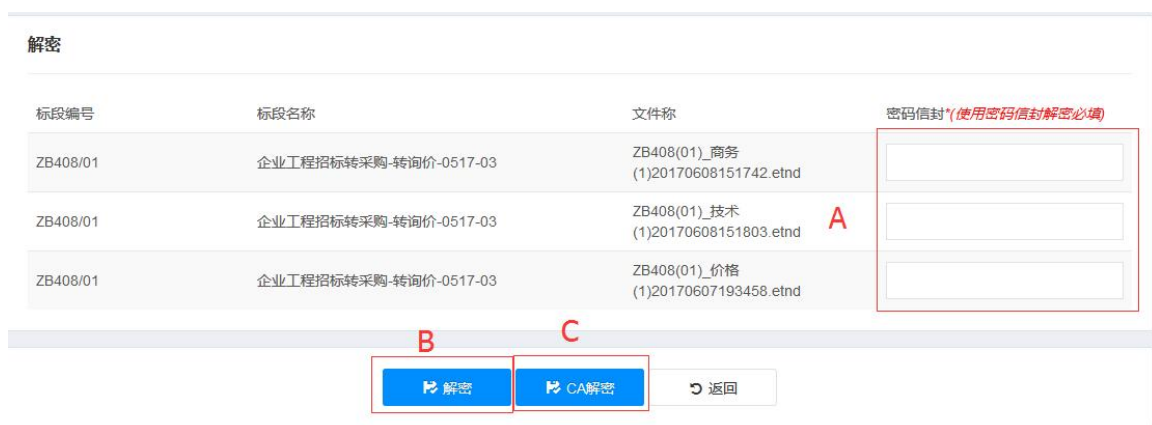 解密
标段编号 标段名称 文件称 密码信封*(使用密码信封解密必填)
ZB408/01 企业工程招标转采购-转询价-0517-03 ZB408(01)_商务
(1)20170608151742.etnd
ZB408/01 企业工程招标转采购-转询价-0517-03 ZB408(01)_技术
(1)20170608151803.etnd
A
ZB408/01 企业工程招标转采购-转询价-0517-03 ZB408(01)_价格
(1)20170607193458.etnd
B C
解密 CA解密 返回